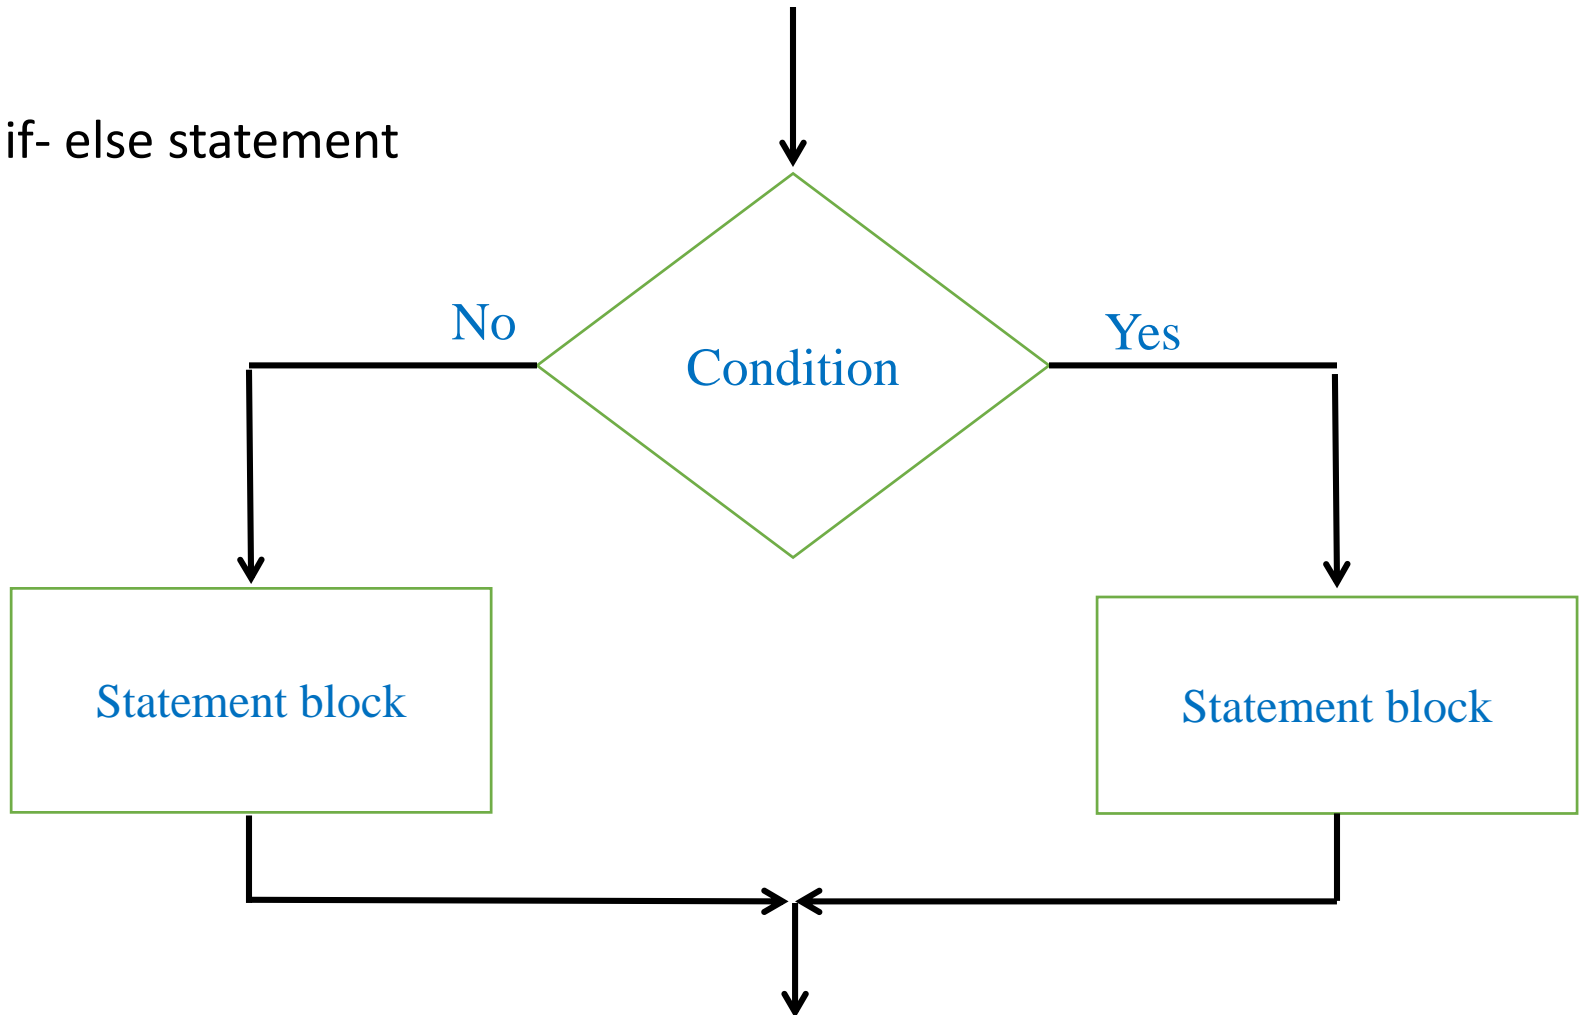 if- else statement
No
Yes
Condition
Statement block
Statement block